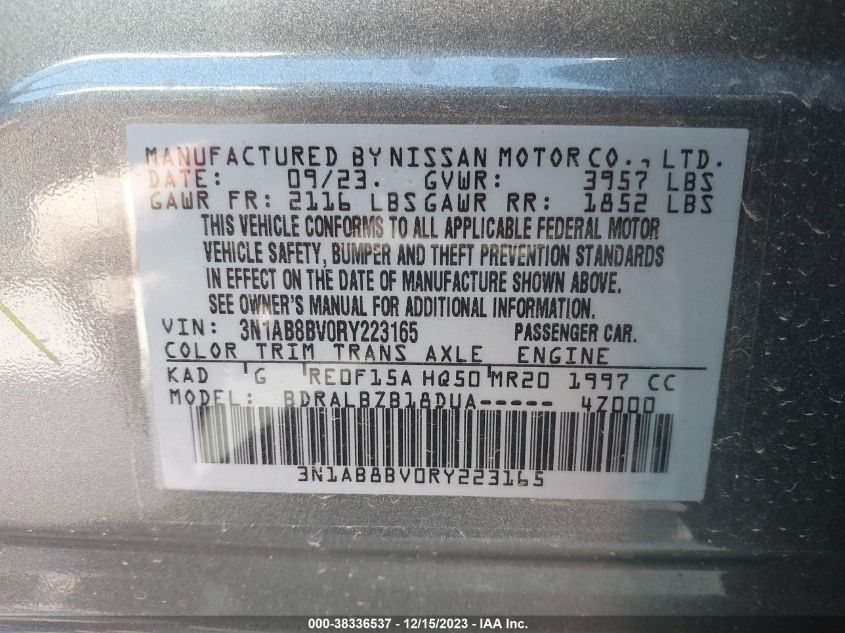 MANUFACTURED BY NISSAN MOTOR CO., LTD.
DATE: 09/23. GVWR: 3957 LBS
GAWR FR: 2116 LBS GAWR RR: 1852 LBS
THIS VEHICLE CONFORMS TO ALL APPLICABLE FEDERAL MOTOR
VEHICLE SAFETY, BUMPER AND THEFT PREVENTION STANDARDS
IN EFFECT ON THE DATE OF MANUFACTURE SHOWN ABOVE.
SEE OWNER'S MANUAL FOR ADDITIONAL INFORMATION.
VIN: 3N1AB8BV0RY223165 PASSENGER CAR.
COLOR TRIM TRANS AXLE ENGINE
KAD G RE0F15A HQ50 MR20 1997 CC
MODEL: BDRALBZB18DUA----- 4Z000
3N1AB8BV0RY223165
000-38336537 - 12/15/2023 - IAA Inc.